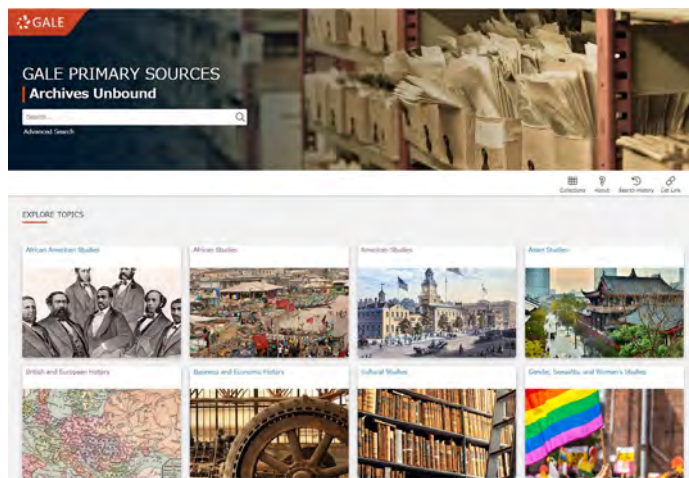 GALE
GALE PRIMARY SOURCES
Archives Unbound
Search...
Advanced Search
Collections About Search History Get Link
EXPLORE TOPICS
African American Studies African Studies American Studies Asian Studies
British and European History Business and Economic History Cultural Studies Gender, Sexuality, and Women's Studies